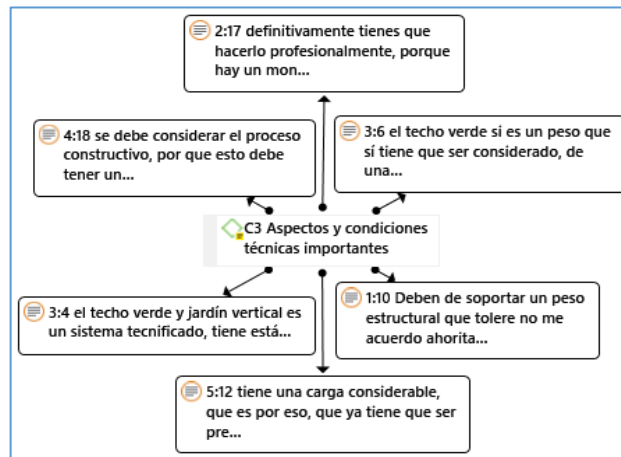 2:17 definitivamente tienes que
hacerlo profesionalmente, porque
hay un mon...
4:18 se debe considerar el proceso
constructivo, por que esto debe
tener un...
3:6 el techo verde si es un peso que
sí tiene que ser considerado, de
una...
C3 Aspectos y condiciones
técnicas importantes
3:4 el techo verde y jardín vertical es
un sistema tecnificado, tiene está...
1:10 Deben de soportar un peso
estructural que tolere no me
acuerdo ahorita...
5:12 tiene una carga considerable,
que es por eso, que ya tiene que ser
pre...